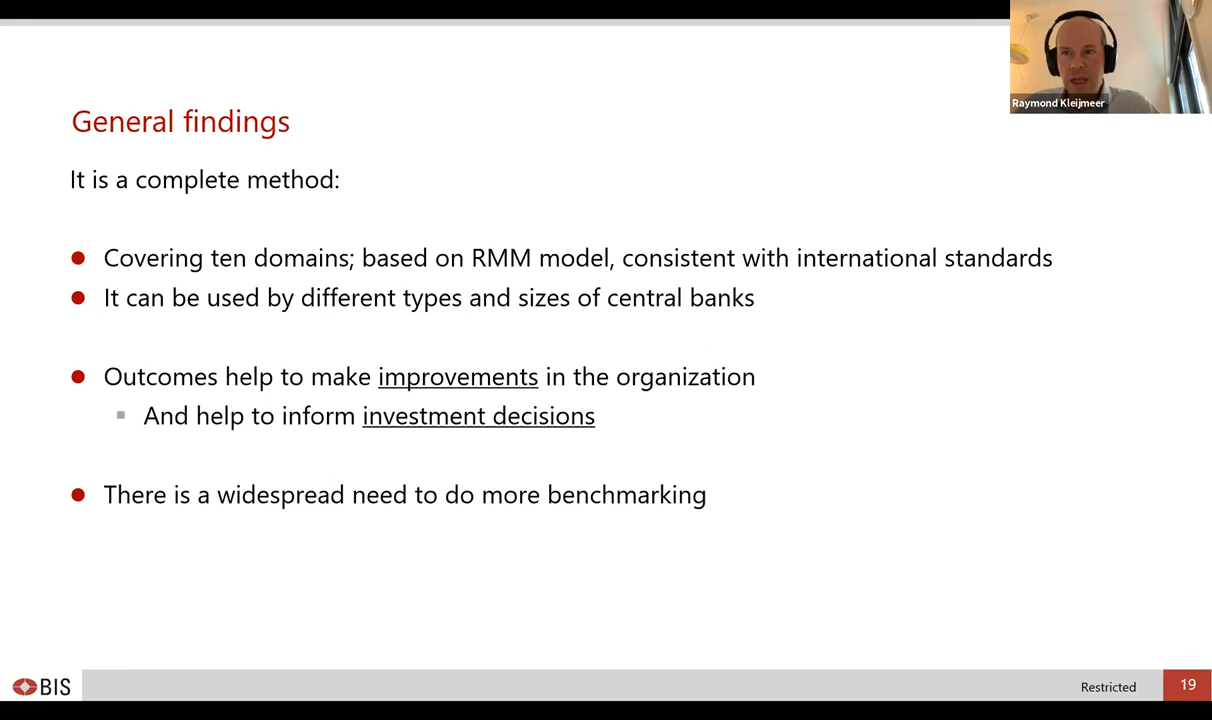 Raymond Kleijmeer
General findings
It is a complete method:
Covering ten domains; based on RMM model, consistent with international standards
It can be used by different types and sizes of central banks
Outcomes help to make improvements in the organization
And help to inform investment decisions
There is a widespread need to do more benchmarking
BIS
Restricted
19